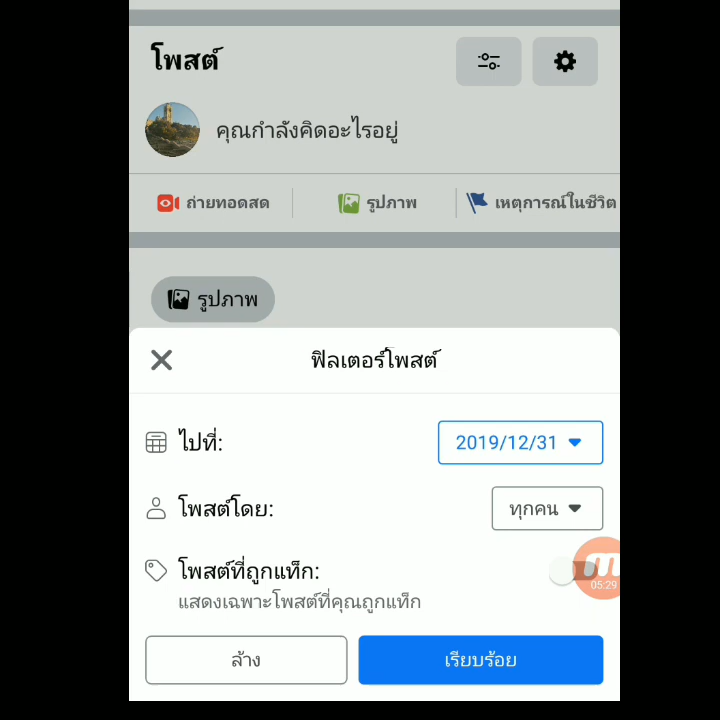 โพสต์
คุณกำลังคิดอะไรอยู่
ถ่ายทอดสด
รูปภาพ
เหตุการณ์ในชีวิต
รูปภาพ
ฟิลเตอร์โพสต์
ไปที่:
2019/12/31
โพสต์โดย:
ทุกคน
โพสต์ที่ถูกแท็ก:
แสดงเฉพาะโพสต์ที่คุณถูกแท็ก
05:29
ล้าง
เรียบร้อย